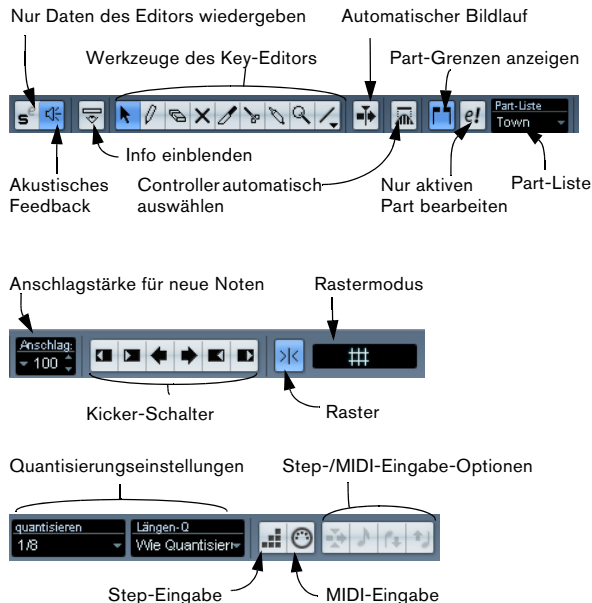 Nur Daten des Editors wiedergeben
Automatischer Bildlauf
Werkzeuge des Key-Editors
Part-Grenzen anzeigen
Part-Liste
Town
Info einblenden
Akustisches
Feedback
Controller automatisch
auswählen
Nur aktiven
Part bearbeiten
Part-Liste
Anschlagstärke für neue Noten
Rastermodus
Anschlag:
100
Kicker-Schalter
Raster
Quantisierungseinstellungen
Step-/MIDI-Eingabe-Optionen
quantisieren
1/8
Längen-Q
Wie Quantisier
Step-Eingabe
MIDI-Eingabe